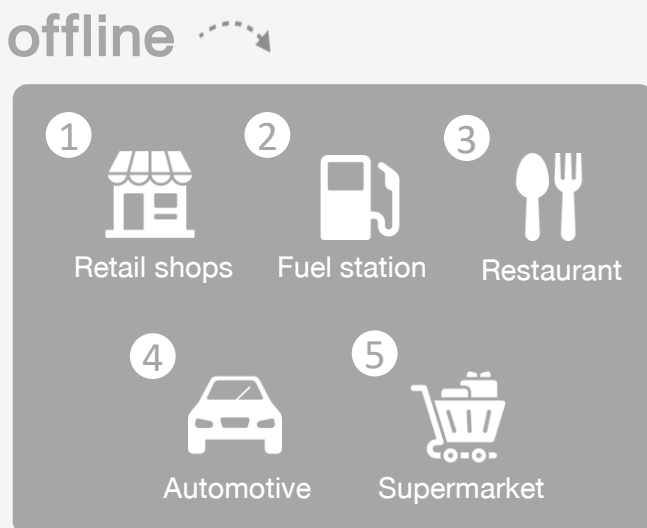 offline
1 2 3
Retail shops Fuel station Restaurant
4 5
Automotive Supermarket